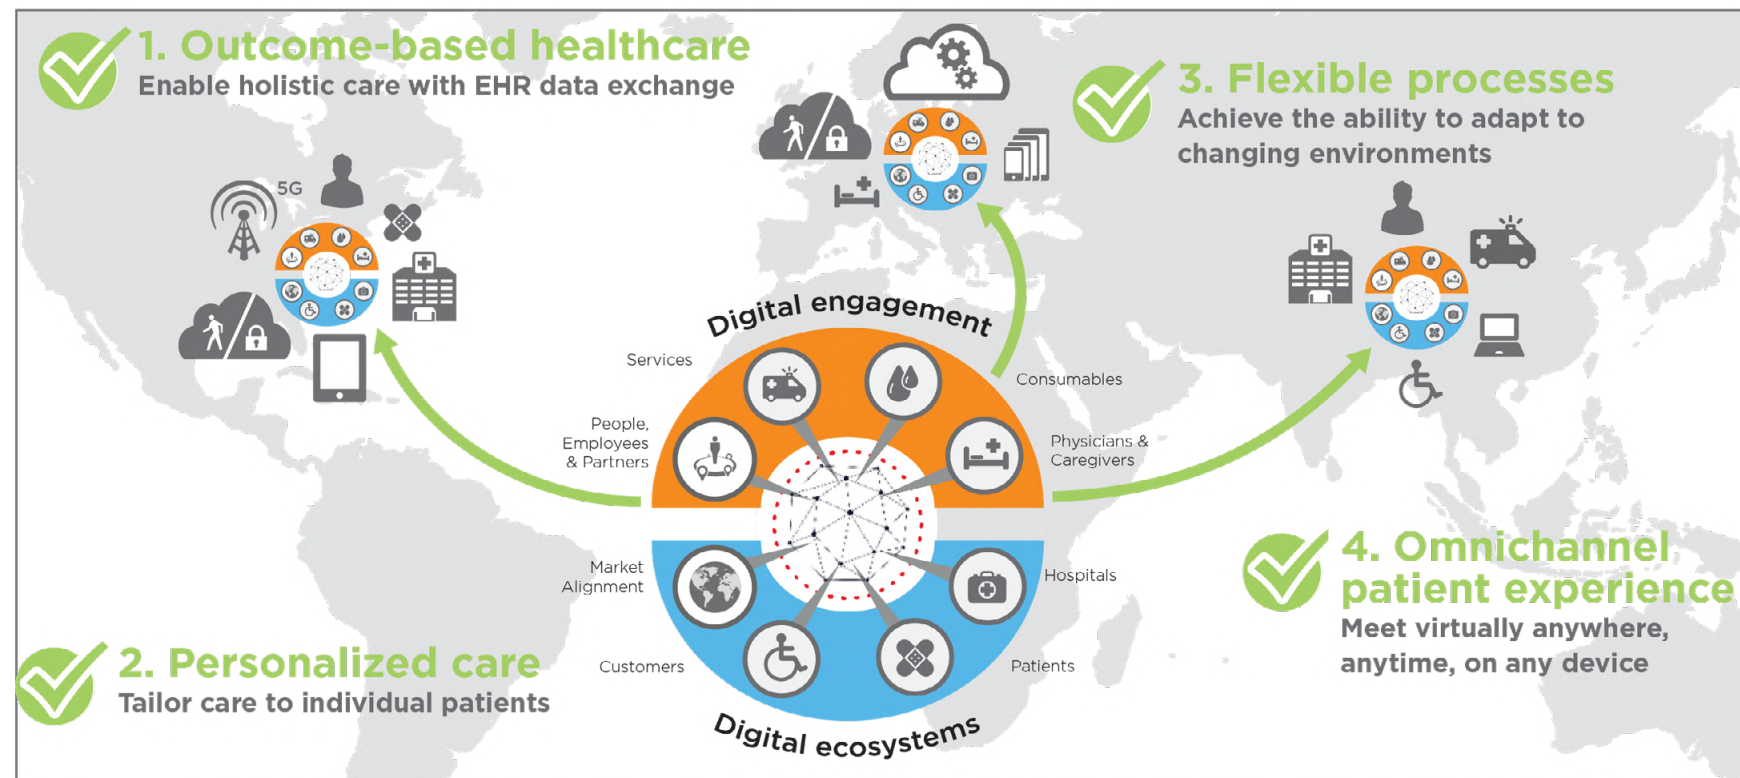 1. Outcome-based healthcare
Enable holistic care with EHR data exchange
3. Flexible processes
Achieve the ability to adapt to
changing environments
5G
Digital engagement
Services
Consumables
People,
Employees
& Partners
Physicians &
Caregivers
Market
Alignment
Hospitals
Customers
Patients
Digital ecosystems
2. Personalized care
Tailor care to individual patients
4. Omnichannel
patient experience
Meet virtually anywhere,
anytime, on any device